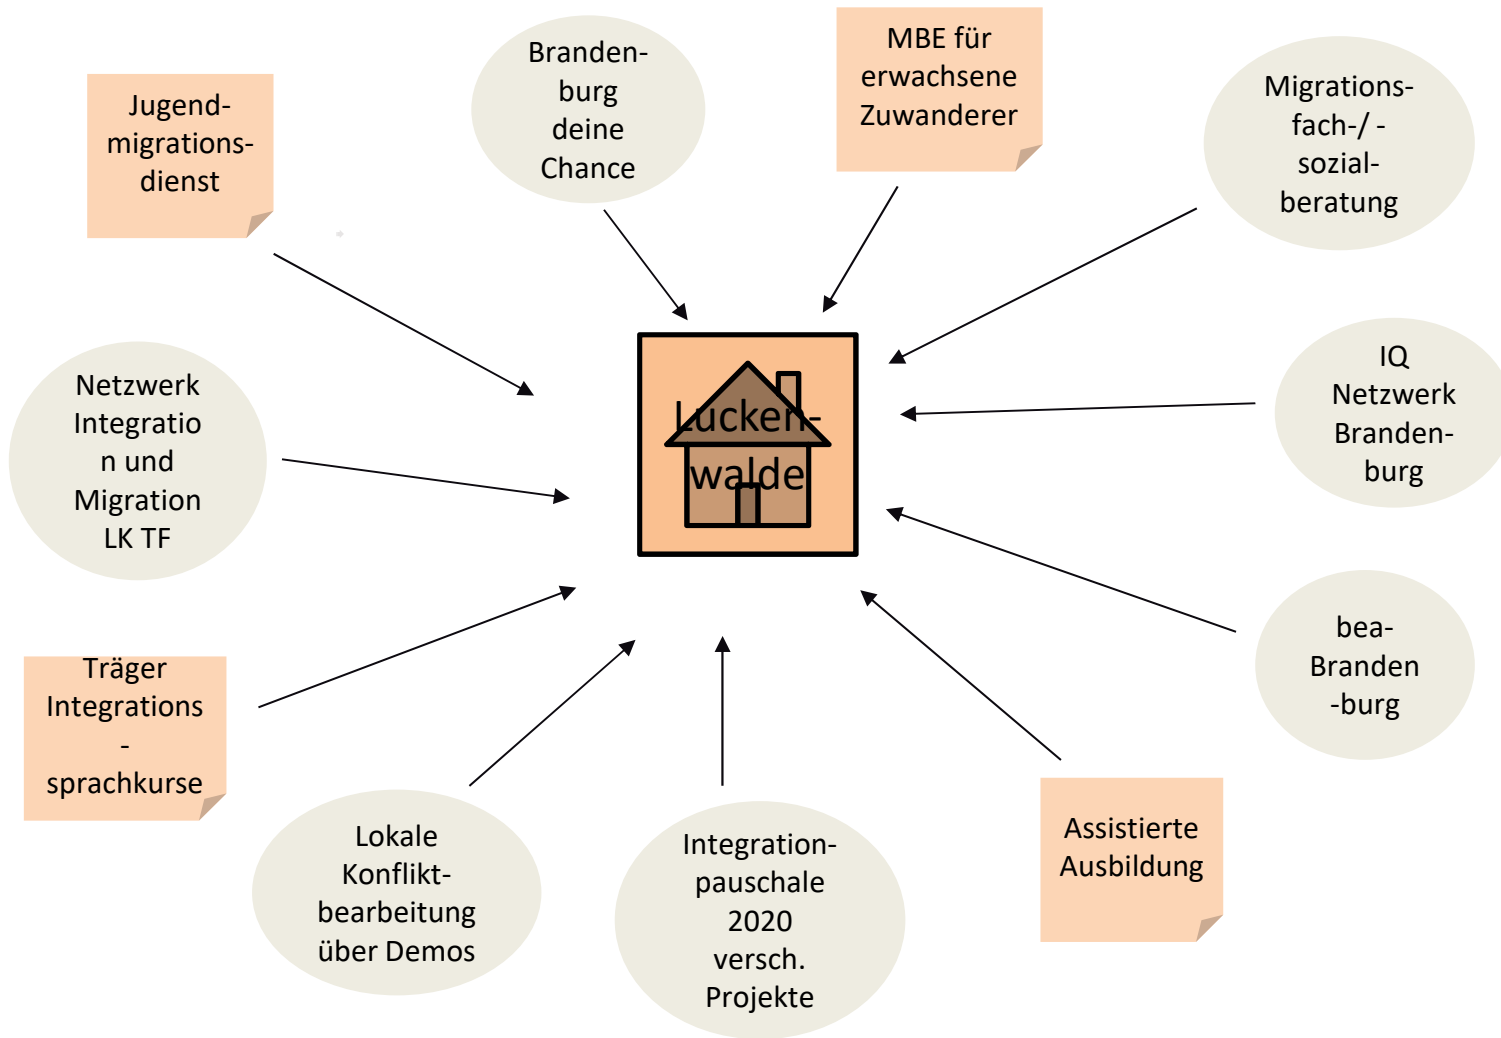 Jugend-
migrations-
dienst
Branden-
burg
deine
Chance
MBE für
erwachsene
Zuwanderer
Migrations-
fach-/ -
sozial-
beratung
Netzwerk
Integratio
n und
Migration
LK TF
Lucken-
walde
IQ
Netzwerk
Branden-
burg
bea-
Branden
-burg
Träger
Integrations
-
sprachkurse
Lokale
Konflikt-
bearbeitung
über Demos
Integration-
pauschale
2020
versch.
Projekte
Assistierte
Ausbildung